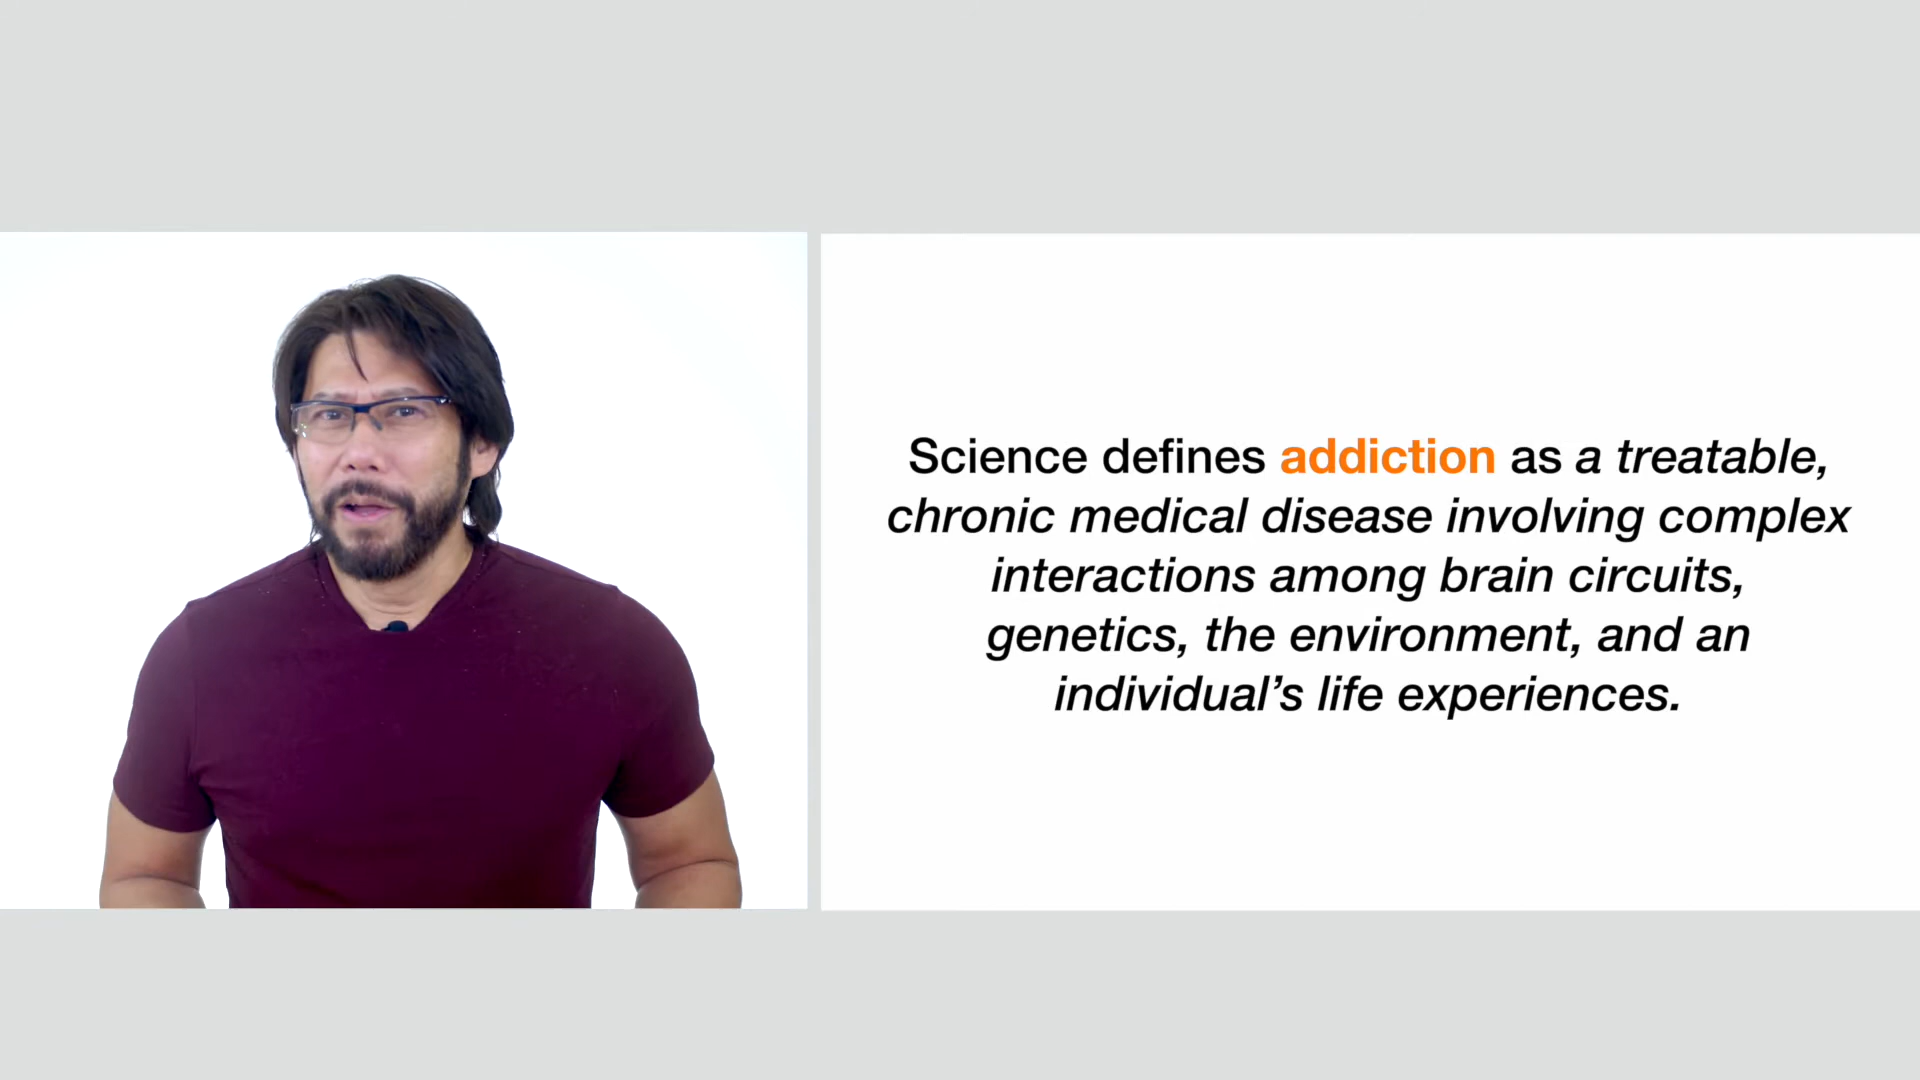 Science defines addiction as a treatable,
chronic medical disease involving complex
interactions among brain circuits,
genetics, the environment, and an
individual’s life experiences.